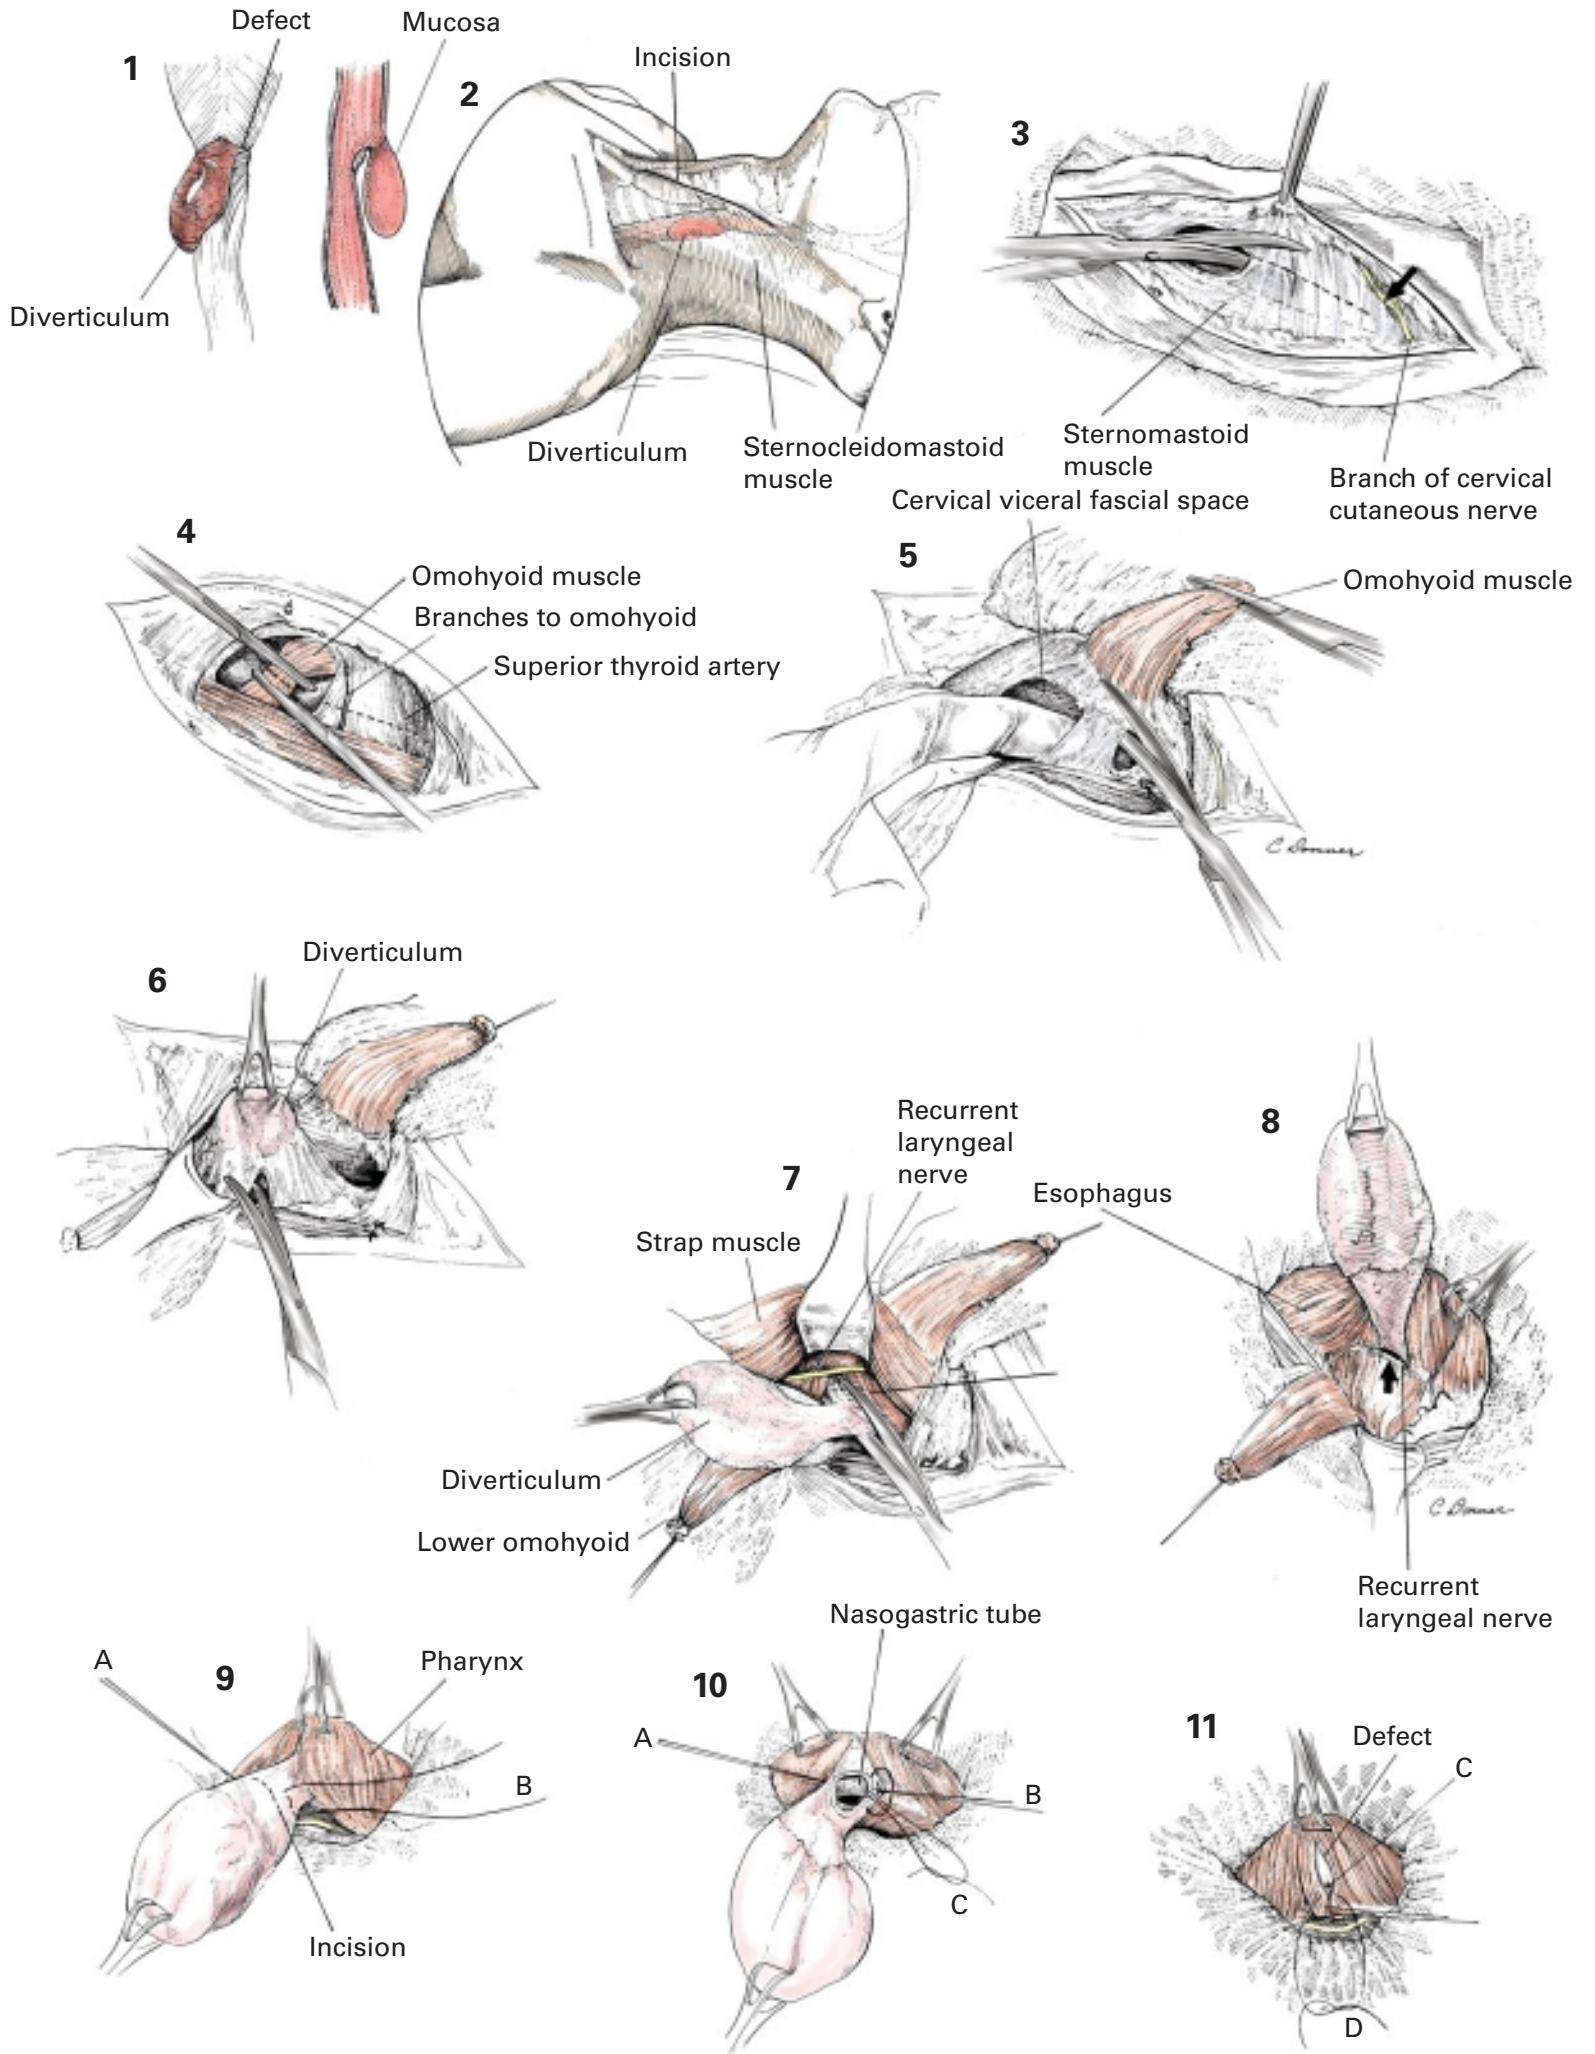 Defect
Mucosa
1
Diverticulum
2
Incision
Diverticulum
Sternocleidomastoid
muscle
3
Sternomastoid
muscle
Branch of cervical
cutaneous nerve
4
Omohyoid muscle
Branches to omohyoid
Superior thyroid artery
Cervical viceral fascial space
5
Omohyoid muscle
C Donner
6
Diverticulum
7
Recurrent
laryngeal
nerve
Strap muscle
Diverticulum
Lower omohyoid
8
Esophagus
C Donner
Recurrent
laryngeal nerve
9
A
Pharynx
B
Incision
10
Nasogastric tube
A
B
C
11
Defect
C
D